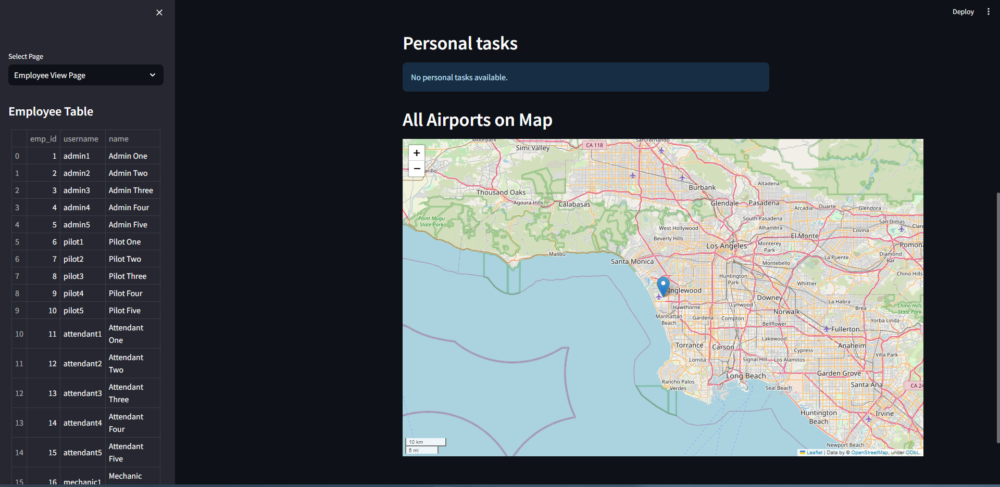 Deploy
Select Page
Employee View Page
Employee Table
emp_id username name
0 1 admin1 Admin One
1 2 admin2 Admin Two
2 3 admin3 Admin Three
3 4 admin4 Admin Four
4 5 admin5 Admin Five
5 6 pilot1 Pilot One
6 7 pilot2 Pilot Two
7 8 pilot3 Pilot Three
8 9 pilot4 Pilot Four
9 10 pilot5 Pilot Five
10 11 attendant1 Attendant
One
11 12 attendant2 Attendant
Two
12 13 attendant3 Attendant
Three
13 14 attendant4 Attendant
Four
14 15 attendant5 Attendant
Five
15 16 mechanic1 Mechanic
Personal tasks
No personal tasks available.
All Airports on Map
+
−
Moorpark
Simi Valley
CA 118
San Fernando
arillo
Thousand Oaks
Agoura Hills
Calabasas
Burbank
Altadena
Glendale
Pasadena
Arcadia
Duarte
Glendora
Point Mugu
State Park
South Pasadena
San Dimas
Clare
West Hollywood
Alhambra
Covina
Beverly Hills
El Monte
Los Angeles
Monterey
Park
Pomona
Malibu
Santa Monica
La Puente
Diamond
Bar
Montebello
Huntington
Park
Chino Hills
Whittier
Inglewood
Downey
La Habra
Chino Hills
State Park
Hawthorne
Lynwood
Brea
Norwalk
Manhattan
Beach
Gardena
Compton
Bellflower
Yorba Linda
Fullerton
Lakewood
Torrance
Carson
Anaheim
Cypress
Villa Park
Lomita
Signal Hill
Los Alamitos
Long Beach
Garden Grove
Rancho Palos
Verdes
Seal Beach
Santa Ana
CA 24
Huntington
Beach
Irvine
Newport Beach
10 km
5 mi
Leaflet | Data by © OpenStreetMap, under ODbL.